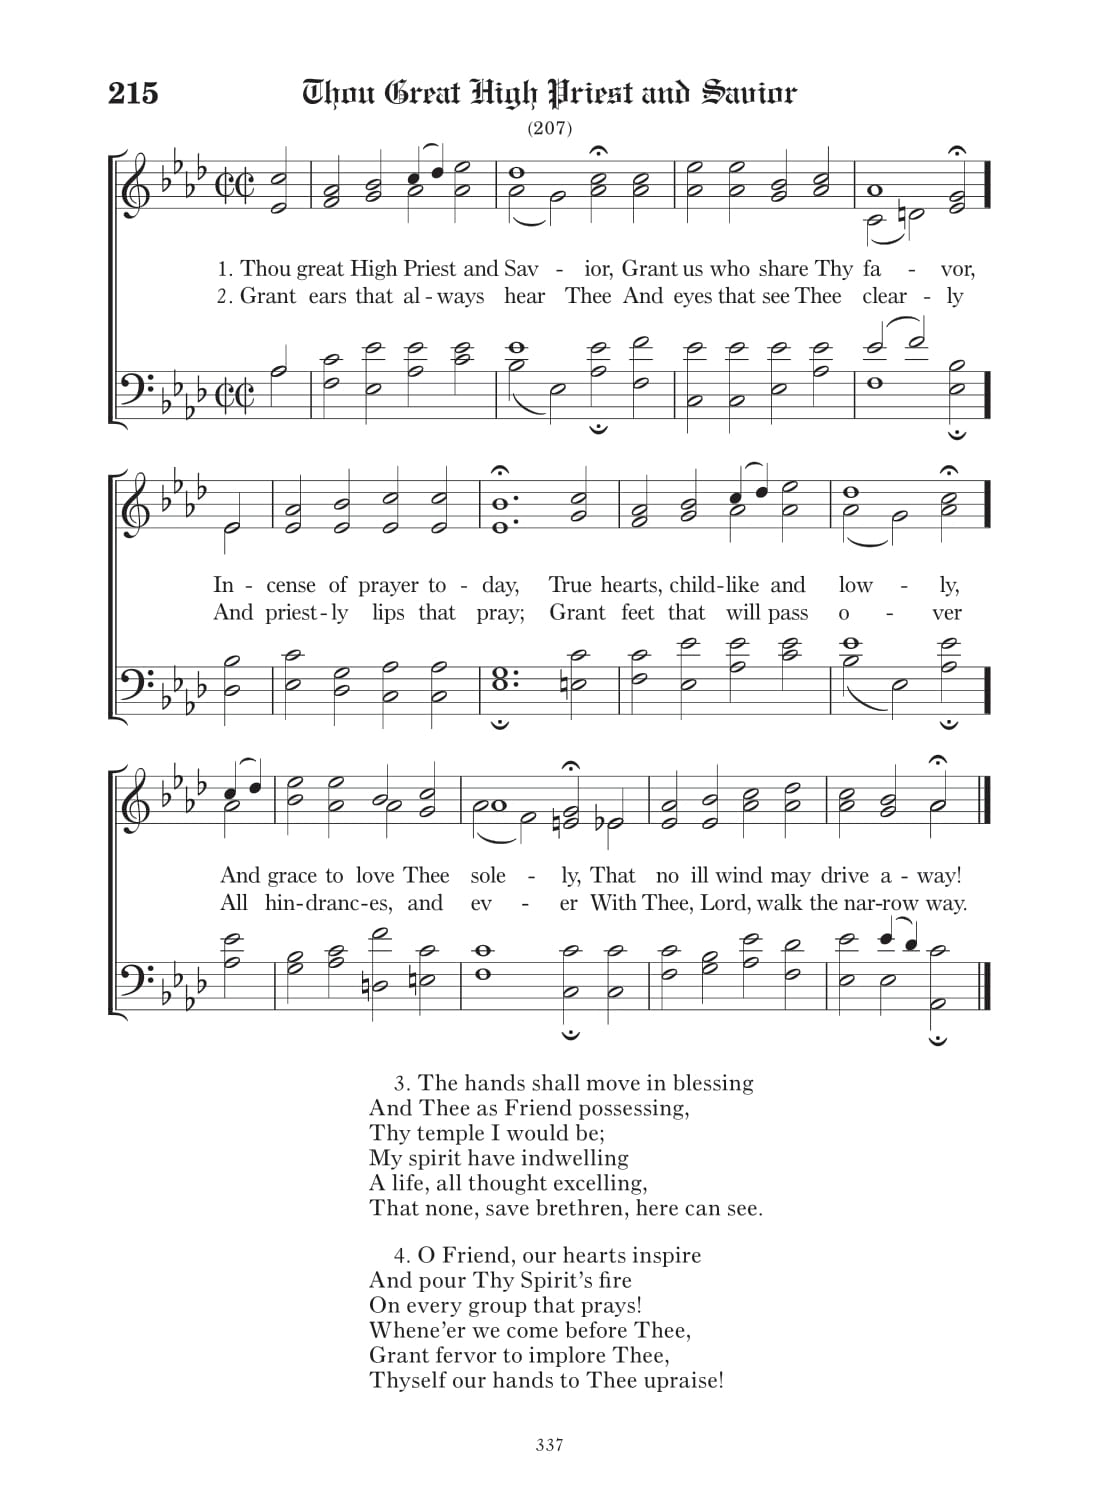 215 Thou Great High Priest and Savior
(207)
1. Thou great High Priest and Sav - ior, Grant us who share Thy fa - vor,
2. Grant ears that al - ways hear Thee And eyes that see Thee clear - ly
In - cense of prayer to - day, True hearts, child-like and low - ly,
And priest - ly lips that pray; Grant feet that will pass o - ver
And grace to love Thee sole - ly, That no ill wind may drive a - way!
All hin-dranc-es, and ev - er With Thee, Lord, walk the nar-row way.
3. The hands shall move in blessing
And Thee as Friend possessing,
Thy temple I would be;
My spirit have indwelling
A life, all thought excelling,
That none, save brethren, here can see.
4. O Friend, our hearts inspire
And pour Thy Spirit's fire
On every group that prays!
Whene'er we come before Thee,
Grant fervor to implore Thee,
Thyself our hands to Thee upraise!
337